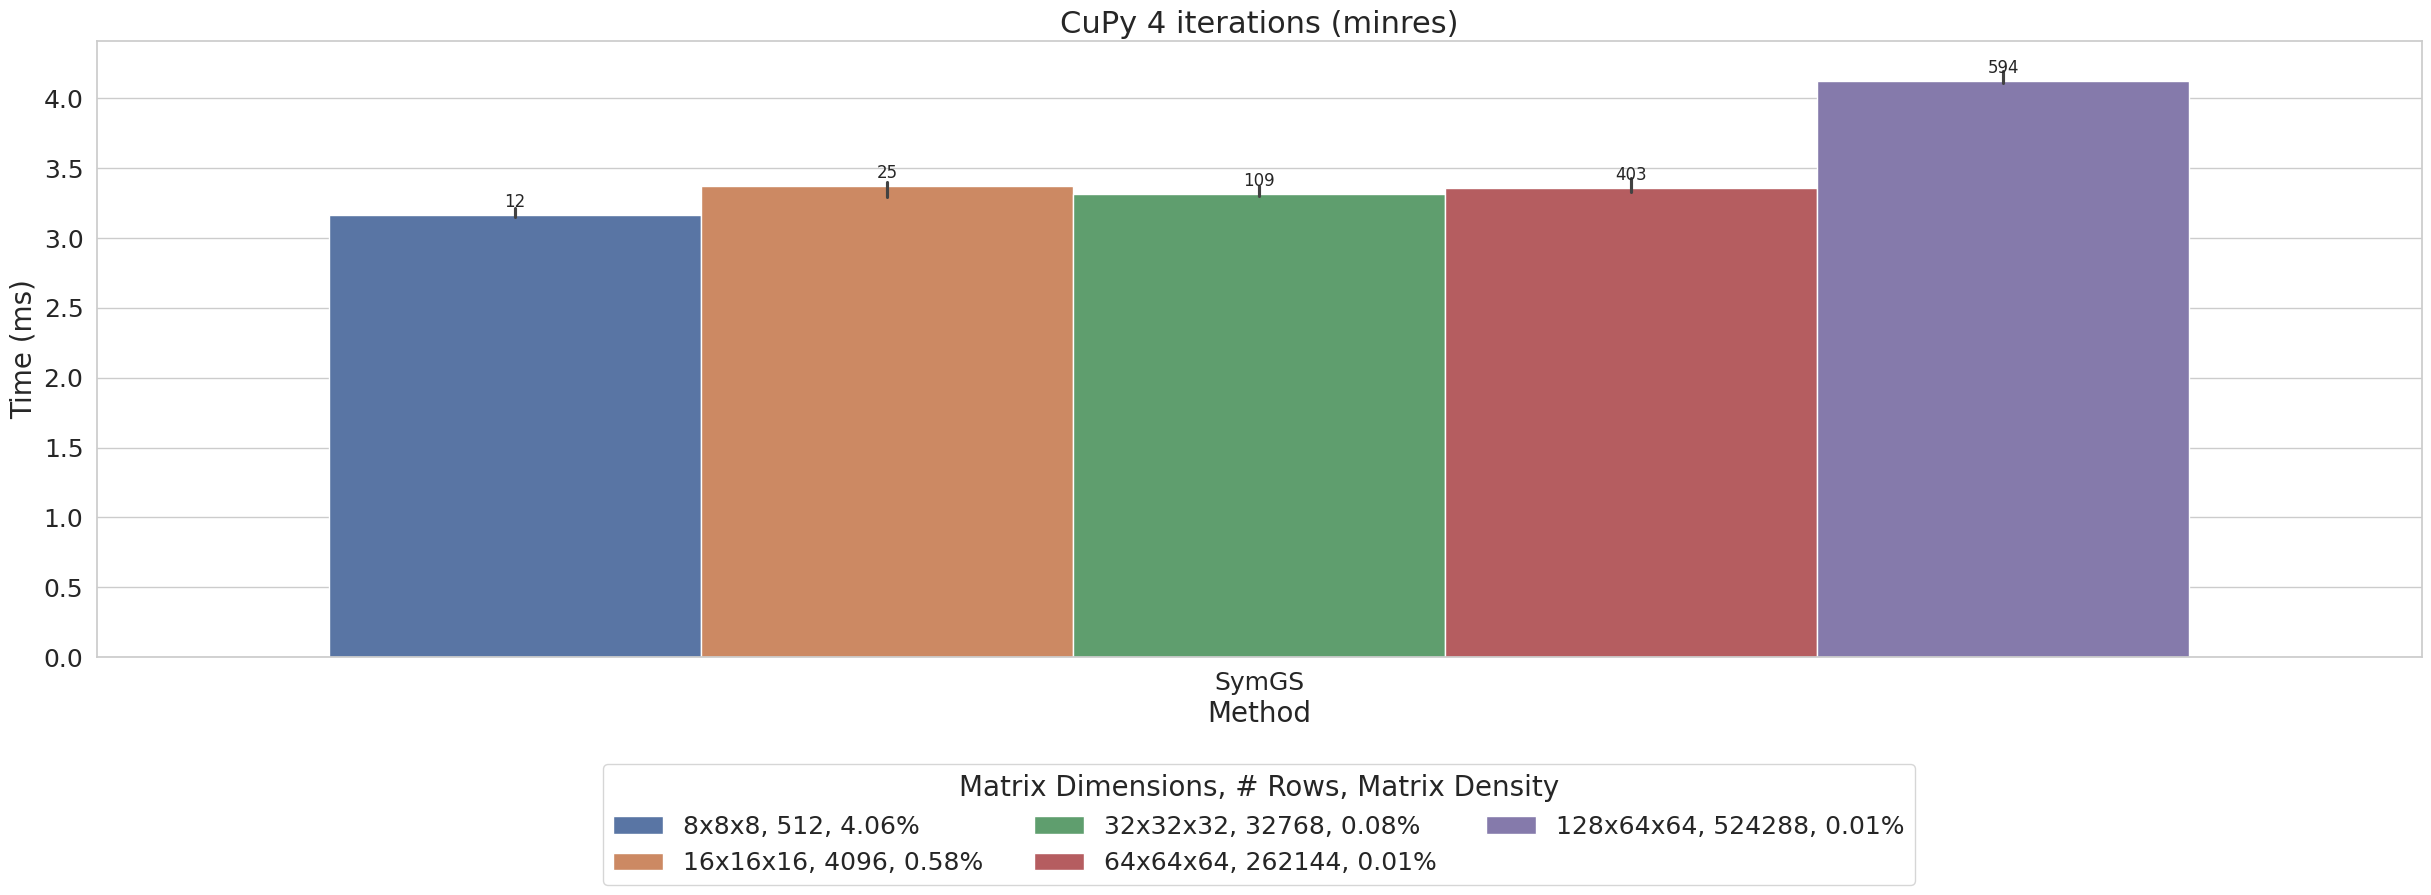 CuPy 4 iterations (minres)
Time (ms)
4.0
3.5
3.0
2.5
2.0
1.5
1.0
0.5
0.0
12
25
109
403
594
SymGS
Method
Matrix Dimensions, # Rows, Matrix Density
8x8x8, 512, 4.06%
16x16x16, 4096, 0.58%
32x32x32, 32768, 0.08%
64x64x64, 262144, 0.01%
128x64x64, 524288, 0.01%